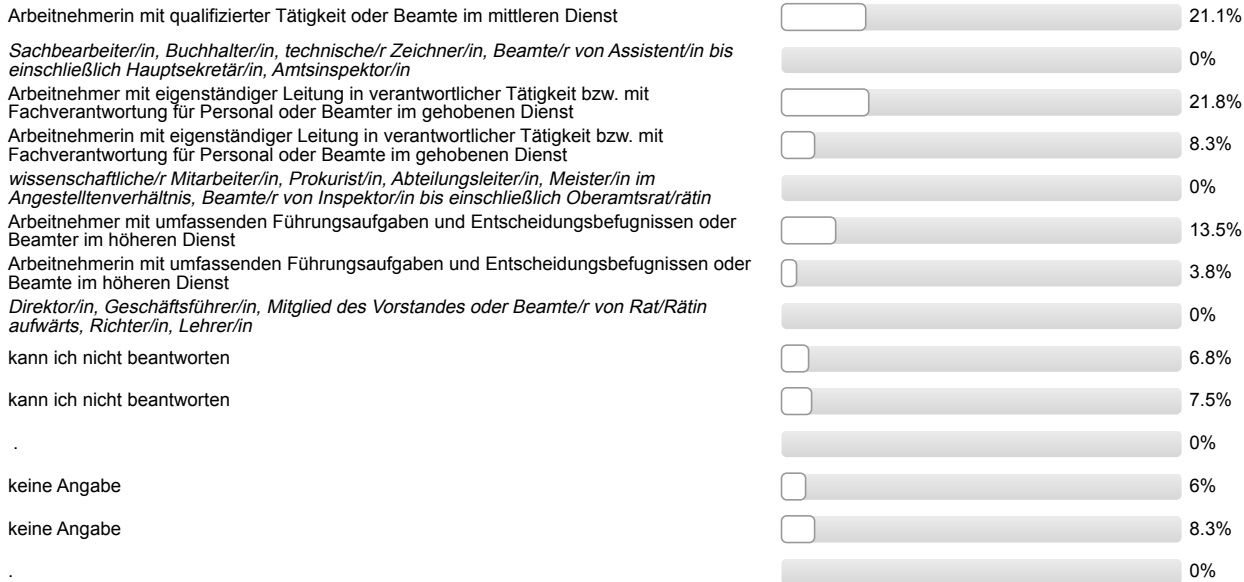 Arbeitnehmerin mit qualifizierter Tätigkeit oder Beamte im mittleren Dienst 21.1%
Sachbearbeiter/in, Buchhalter/in, technische/r Zeichner/in, Beamte/r von Assistent/in bis
einschließlich Hauptsekretär/in, Amtsinspektor/in 0%
Arbeitnehmer mit eigenständiger Leitung in verantwortlicher Tätigkeit bzw. mit
Fachverantwortung für Personal oder Beamter im gehobenen Dienst 21.8%
Arbeitnehmerin mit eigenständiger Leitung in verantwortlicher Tätigkeit bzw. mit
Fachverantwortung für Personal oder Beamte im gehobenen Dienst 8.3%
wissenschaftliche/r Mitarbeiter/in, Prokurist/in, Abteilungsleiter/in, Meister/in im
Angestelltenverhältnis, Beamte/r von Inspektor/in bis einschließlich Oberamtsrat/rätin 0%
Arbeitnehmer mit umfassenden Führungsaufgaben und Entscheidungsbefugnissen oder
Beamter im höheren Dienst 13.5%
Arbeitnehmerin mit umfassenden Führungsaufgaben und Entscheidungsbefugnissen oder
Beamte im höheren Dienst 3.8%
Direktor/in, Geschäftsführer/in, Mitglied des Vorstandes oder Beamte/r von Rat/Rätin
aufwärts, Richter/in, Lehrer/in 0%
kann ich nicht beantworten 6.8%
kann ich nicht beantworten 7.5%
. 0%
keine Angabe 6%
keine Angabe 8.3%
. 0%